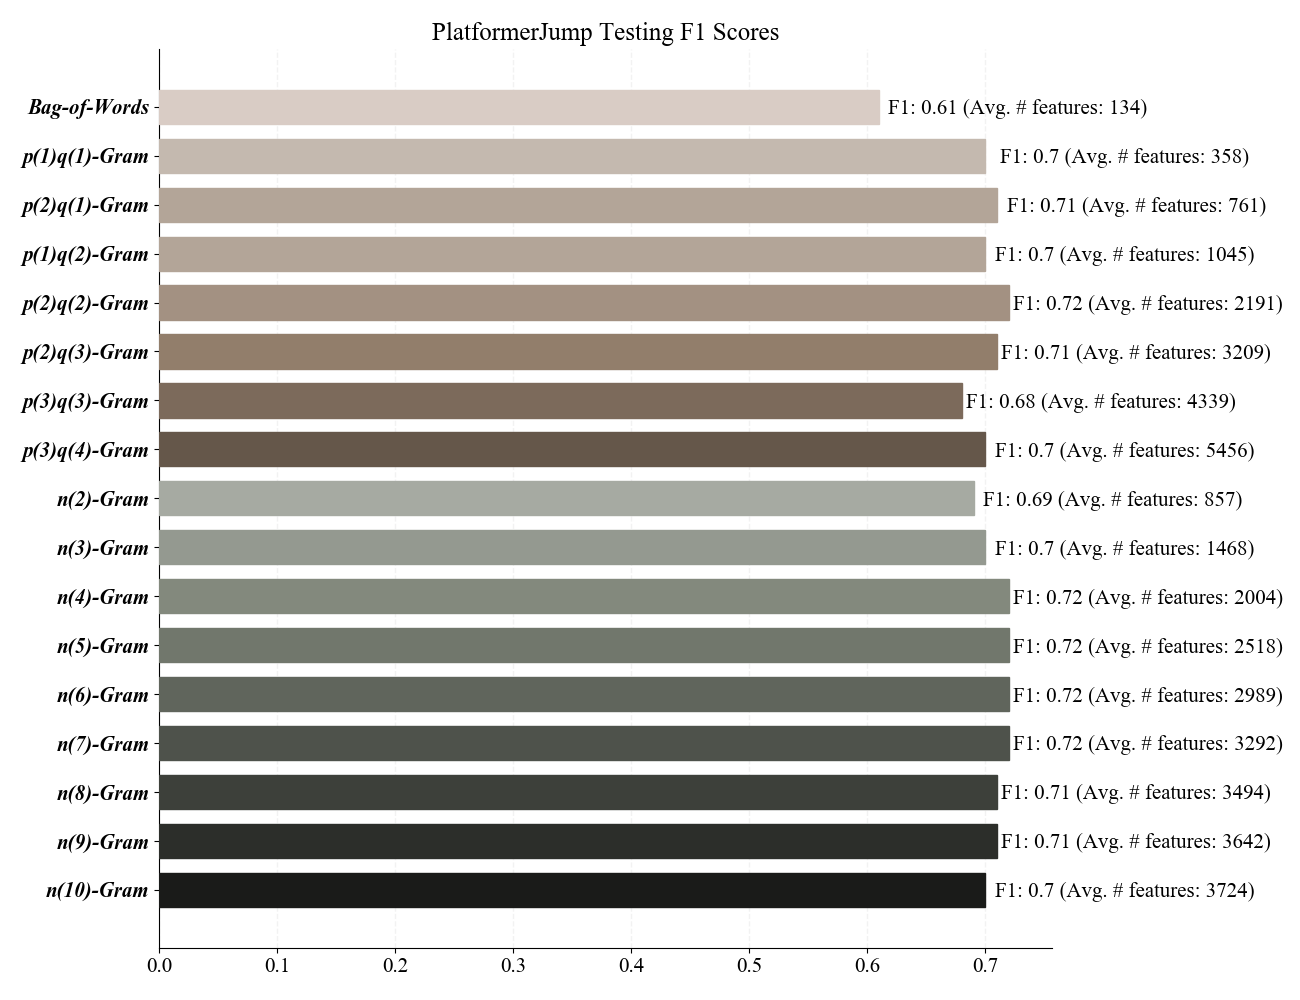 PlatformerJump Testing F1 Scores
Bag-of-Words F1: 0.61 (Avg. # features: 134)
p(1)q(1)-Gram F1: 0.7 (Avg. # features: 358)
p(2)q(1)-Gram F1: 0.71 (Avg. # features: 761)
p(1)q(2)-Gram F1: 0.7 (Avg. # features: 1045)
p(2)q(2)-Gram F1: 0.72 (Avg. # features: 2191)
p(2)q(3)-Gram F1: 0.71 (Avg. # features: 3209)
p(3)q(3)-Gram F1: 0.68 (Avg. # features: 4339)
p(3)q(4)-Gram F1: 0.7 (Avg. # features: 5456)
n(2)-Gram F1: 0.69 (Avg. # features: 857)
n(3)-Gram F1: 0.7 (Avg. # features: 1468)
n(4)-Gram F1: 0.72 (Avg. # features: 2004)
n(5)-Gram F1: 0.72 (Avg. # features: 2518)
n(6)-Gram F1: 0.72 (Avg. # features: 2989)
n(7)-Gram F1: 0.72 (Avg. # features: 3292)
n(8)-Gram F1: 0.71 (Avg. # features: 3494)
n(9)-Gram F1: 0.71 (Avg. # features: 3642)
n(10)-Gram F1: 0.7 (Avg. # features: 3724)
0.0 0.1 0.2 0.3 0.4 0.5 0.6 0.7